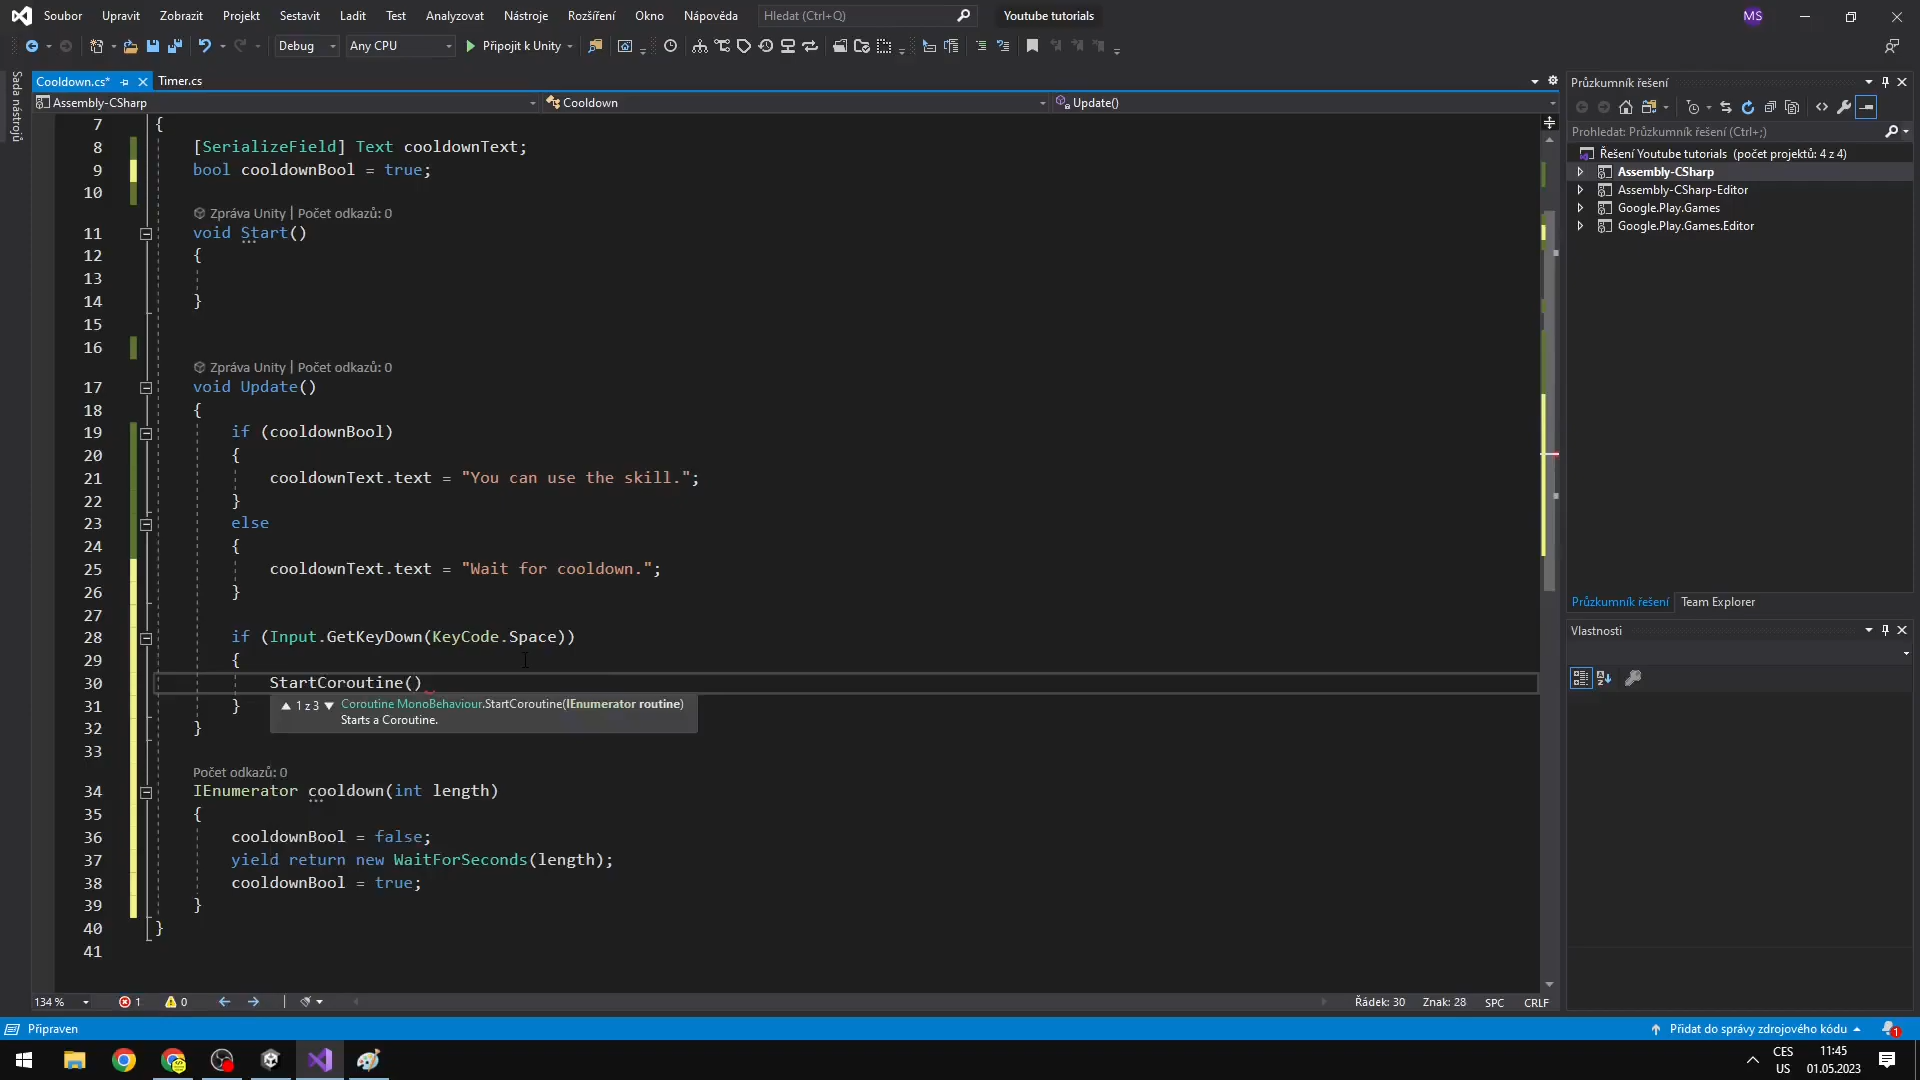 Soubor Upravit Zobrazit Projekt Sestavit Ladit Test Analyzovat Nástroje Rozšíření Okno Nápověda Hledat (Ctrl+Q) Youtube tutorials MS
Debug Any CPU Připojit k Unity
Sada nástrojů
Cooldown.cs* Timer.cs
Assembly-CSharp Cooldown Update()
7 {
8 [SerializeField] Text cooldownText;
9 bool cooldownBool = true;
10
Zpráva Unity | Počet odkazů: 0
11 void Start()
12 {
13
14 }
15
16
Zpráva Unity | Počet odkazů: 0
17 void Update()
18 {
19 if (cooldownBool)
20 {
21 cooldownText.text = "You can use the skill.";
22 }
23 else
24 {
25 cooldownText.text = "Wait for cooldown.";
26 }
27
28 if (Input.GetKeyDown(KeyCode.Space))
29 {
30 StartCoroutine()
31 }
1 z 3 Coroutine MonoBehaviour.StartCoroutine(IEnumerator routine)
Starts a Coroutine.
32 }
33
Počet odkazů: 0
34 IEnumerator cooldown(int length)
35 {
36 cooldownBool = false;
37 yield return new WaitForSeconds(length);
38 cooldownBool = true;
39 }
40 }
41
134 % 1 0 Řádek: 30 Znak: 28 SPC CRLF
Průzkumník řešení
Prohledat: Průzkumník řešení (Ctrl+;)
Řešení Youtube tutorials (počet projektů: 4 z 4)
Assembly-CSharp
Assembly-CSharp-Editor
Google.Play.Games
Google.Play.Games.Editor
Průzkumník řešení Team Explorer
Vlastnosti
Připraven Přidat do správy zdrojového kódu 1
CES
US
11:45
01.05.2023